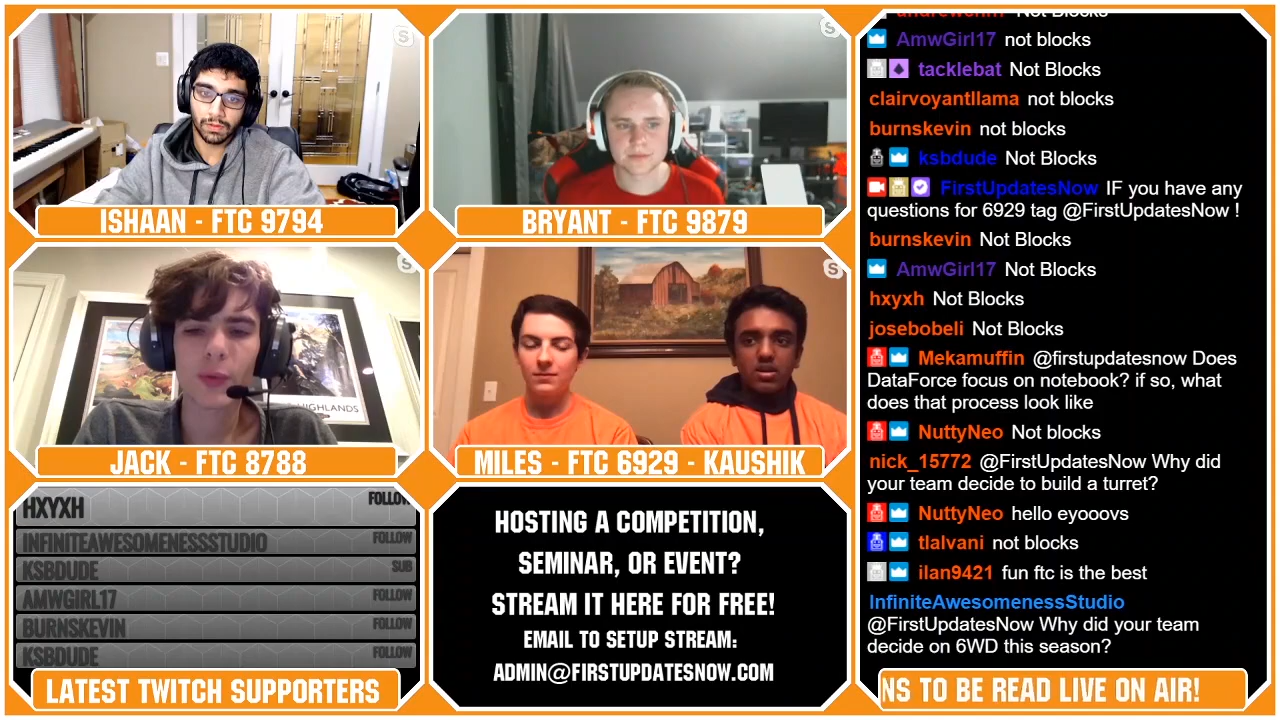 ISHAAN - FTC 9794
BRYANT - FTC 9879
JACK - FTC 8788
HIGHLANDS
MILES - FTC 6929 - KAUSHIK
HXYXH FOLLOW
INFINITEAWESOMENESSSTUDIO FOLLOW
KSBDUDE SUB
AMWGIRL17 FOLLOW
BURNSKEVIN FOLLOW
KSBDUDE FOLLOW
LATEST TWITCH SUPPORTERS
HOSTING A COMPETITION,
SEMINAR, OR EVENT?
STREAM IT HERE FOR FREE!
EMAIL TO SETUP STREAM:
ADMIN@FIRSTUPDATESNOW.COM
Not Blocks
AmwGirl17 not blocks
tacklebat Not Blocks
clairvoyantllama not blocks
burnskevin not blocks
ksbdude Not Blocks
FirstUpdatesNow IF you have any
questions for 6929 tag @FirstUpdatesNow !
burnskevin Not Blocks
AmwGirl17 Not Blocks
hxyxh Not Blocks
josebobeli Not Blocks
Mekamuffin @firstupdatesnow Does
DataForce focus on notebook? if so, what
does that process look like
NuttyNeo Not blocks
nick_15772 @FirstUpdatesNow Why did
your team decide to build a turret?
NuttyNeo hello eyooovs
tlalvani not blocks
ilan9421 fun ftc is the best
InfiniteAwesomenessStudio
@FirstUpdatesNow Why did your team
decide on 6WD this season?
NS TO BE READ LIVE ON AIR!